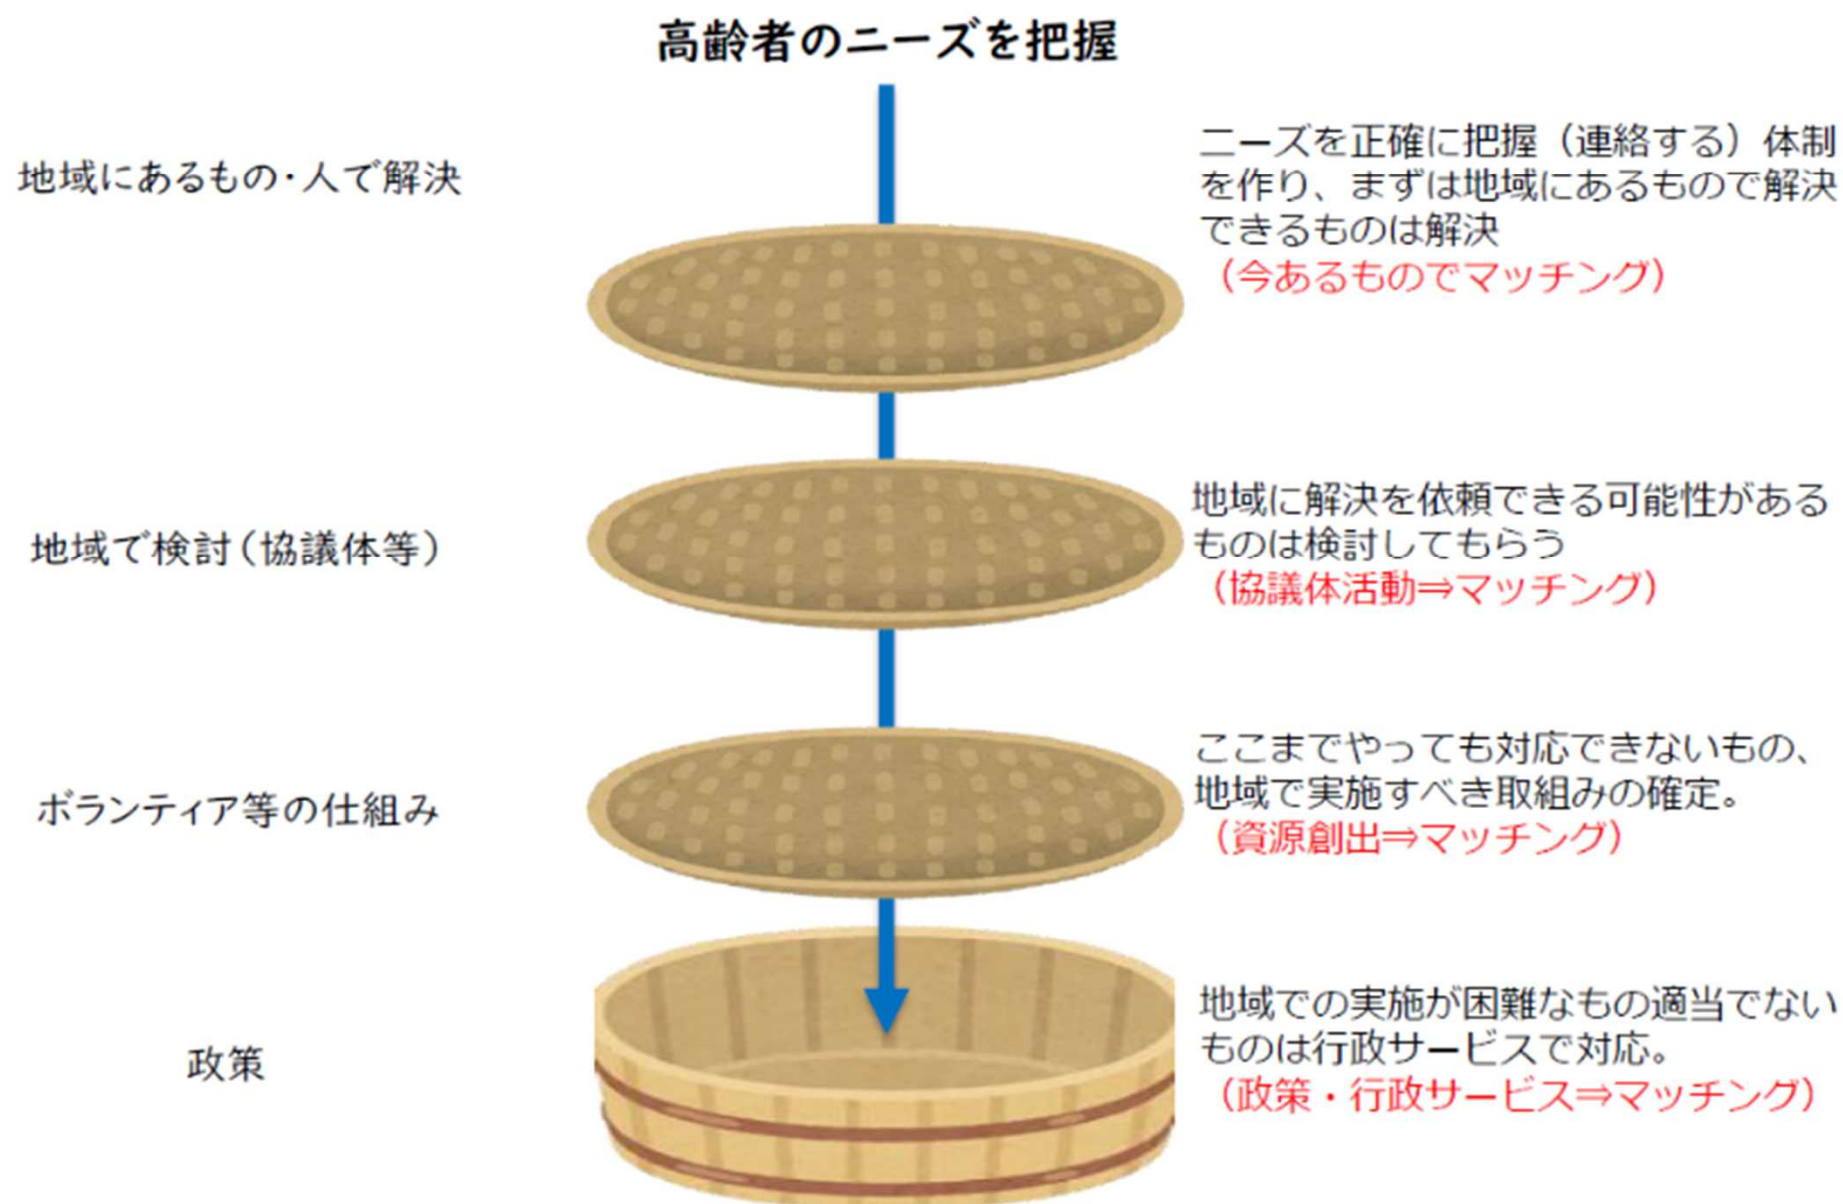 高齢者のニーズを把握
地域にあるもの・人で解決
ニーズを正確に把握（連絡する）体制
を作り、まずは地域にあるもので解決
できるものは解決
（今あるものでマッチング）
地域で検討（協議体等）
地域に解決を依頼できる可能性がある
ものは検討してもらう
（協議体活動⇒マッチング）
ボランティア等の仕組み
ここまでやっても対応できないもの、
地域で実施すべき取組みの確定。
（資源創出⇒マッチング）
政策
地域での実施が困難なもの適当でない
ものは行政サービスで対応。
（政策・行政サービス⇒マッチング）